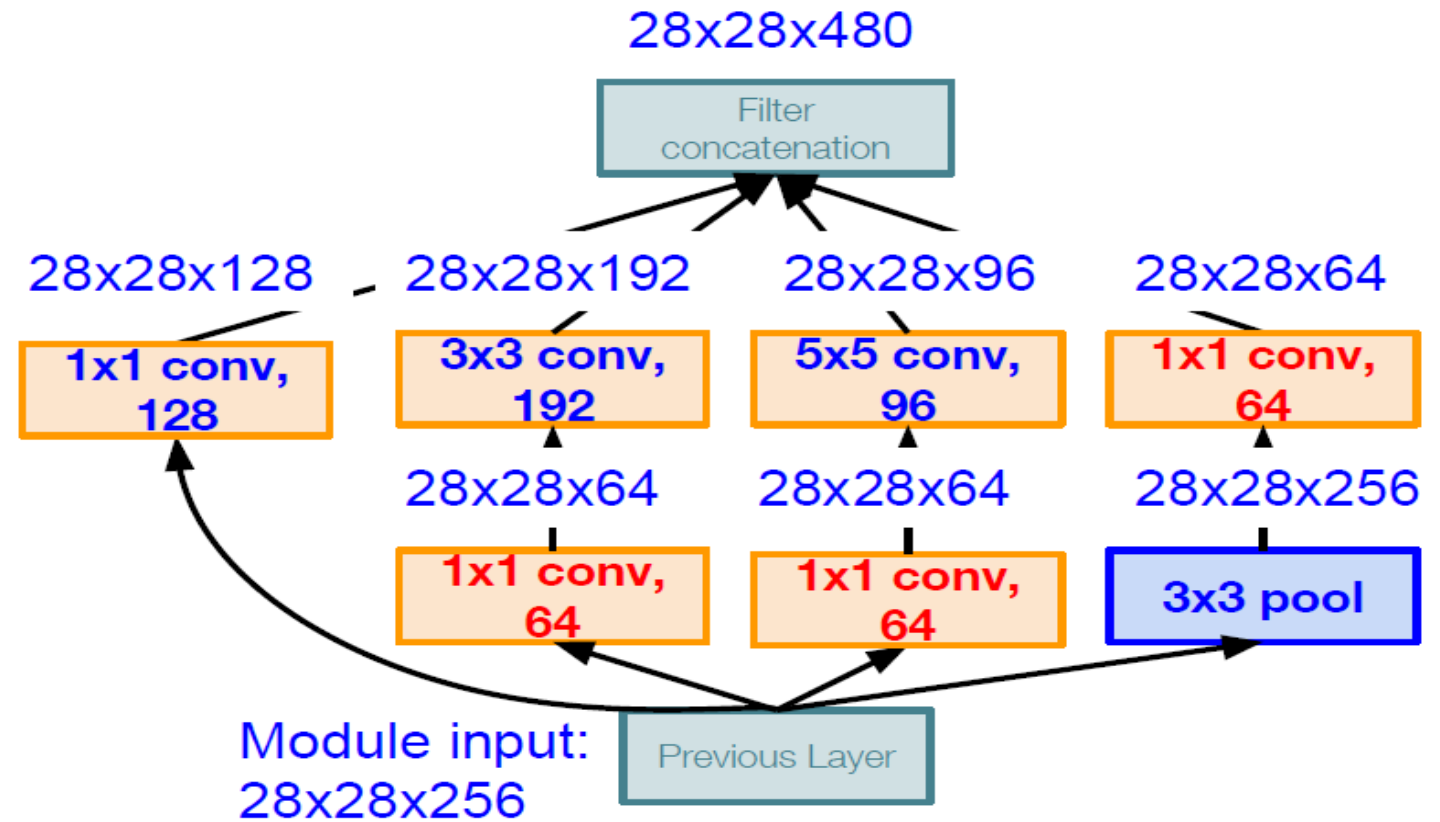 28x28x480
Filter
concatenation
28x28x128
28x28x192
28x28x96
28x28x64
1x1 conv,
128
3x3 conv,
192
5x5 conv,
96
1x1 conv,
64
28x28x64
28x28x64
28x28x256
1x1 conv,
64
1x1 conv,
64
3x3 pool
Module input:
28x28x256
Previous Layer